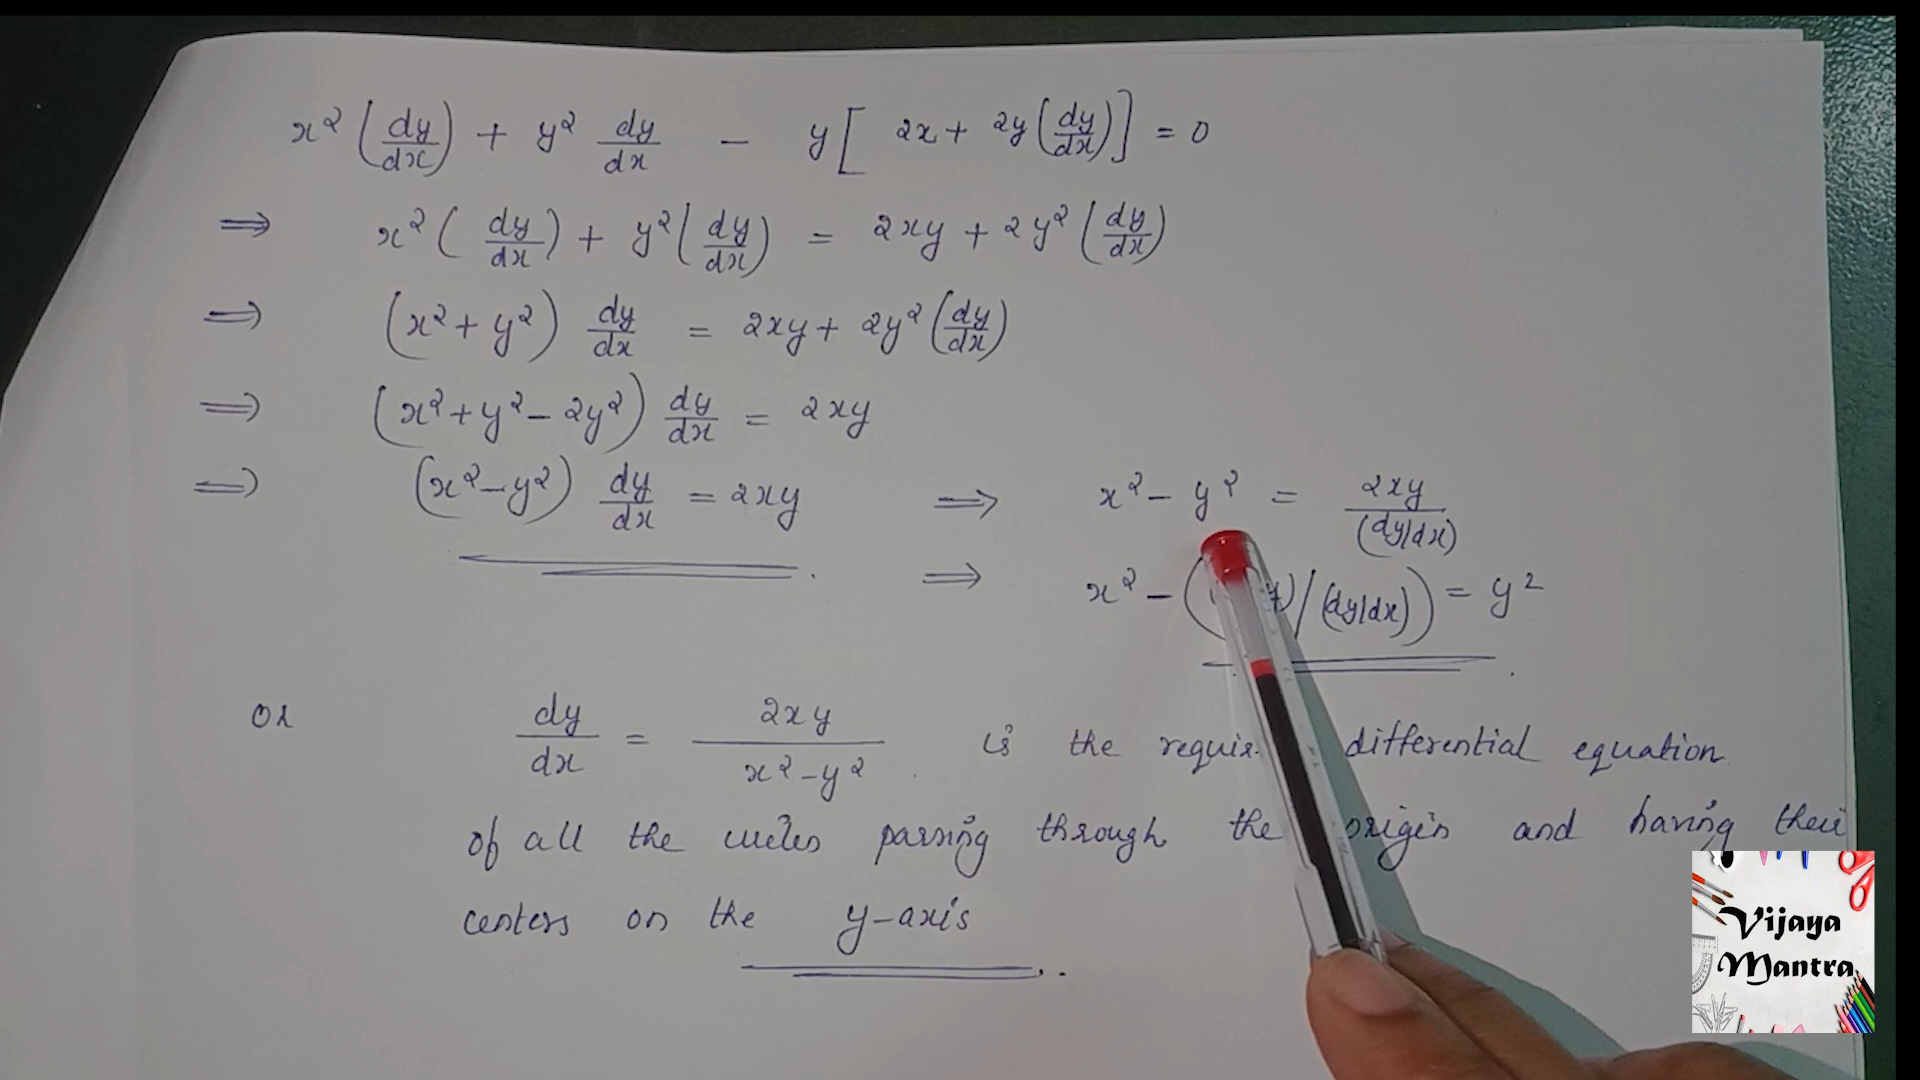 x² (dy/dx) + y² dy/dx - y[ 2x + 2y (dy/dx)] = 0
⇒ x² ( dy/dx) + y² (dy/dx) = 2xy + 2y² (dy/dx)
⇒ (x² + y²) dy/dx = 2xy + 2y² (dy/dx)
⇒ (x² + y² - 2y²) dy/dx = 2xy
⇒ (x² - y²) dy/dx = 2xy ⇒ x² - y² = 2xy/(dy/dx)
⇒ x² - ( /(dy/dx)) = y²
or dy/dx = 2xy/x² - y² . is the differential equation
of all the circles passing through the origin and having their
centers on the y-axis
Vijaya
Mantra